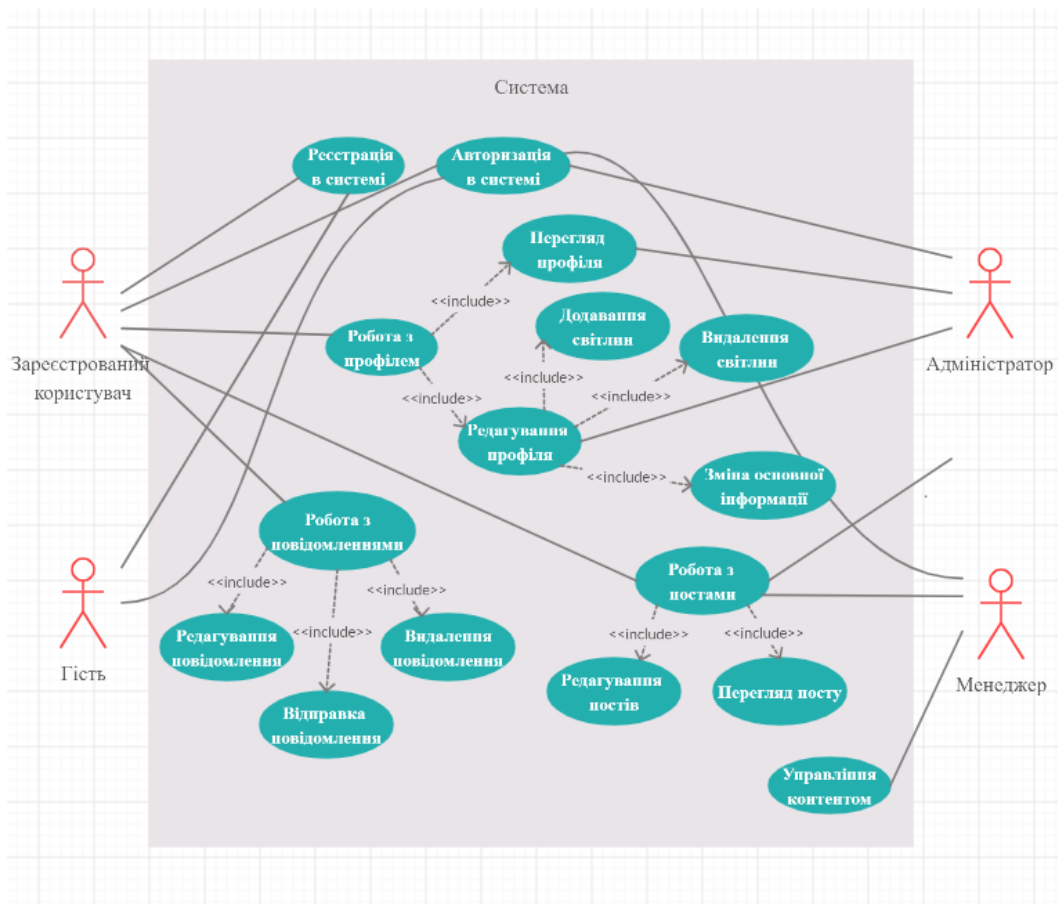 Система
Реєстрація
в системі
Авторизація
в системі
Перегляд
профіля
<<include>>
Додавання
світлин
Робота з
профілем
Видалення
світлин
Зареєстрований
користувач
Адміністратор
<<include>>
<<include>>
<<include>>
Редагування
профіля
<<include>>
Зміна основної
інформації
Робота з
повідомленнями
<<include>>
<<include>>
<<include>>
Робота з
постами
<<include>>
<<include>>
Редагування
повідомлення
Видалення
повідомлення
Гість
Відправка
повідомлення
Редагування
постів
Перегляд посту
Менеджер
Управління
контентом